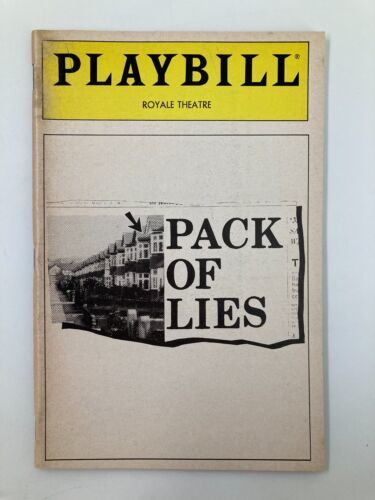 PLAYBILL®
ROYALE THEATRE
PACK
OF
LIES
T